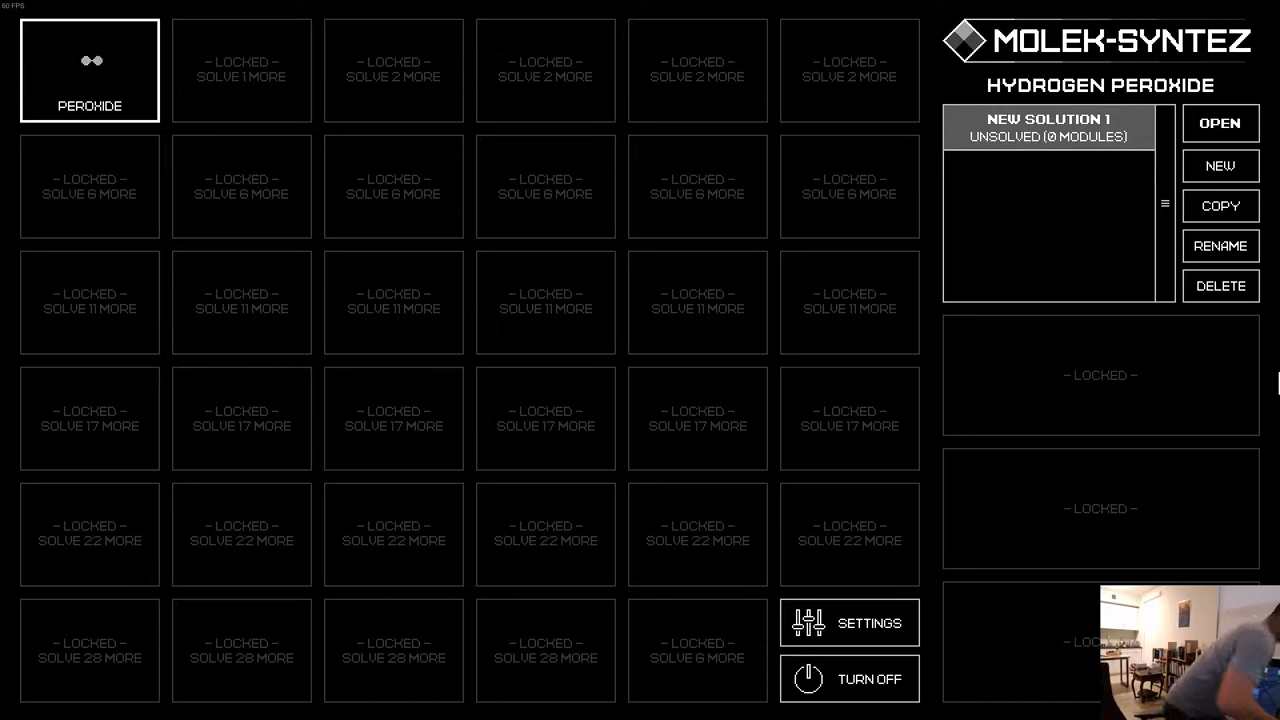 60 FPS
PEROXIDE
– LOCKED –
SOLVE 1 MORE
– LOCKED –
SOLVE 2 MORE
– LOCKED –
SOLVE 2 MORE
– LOCKED –
SOLVE 2 MORE
– LOCKED –
SOLVE 2 MORE
– LOCKED –
SOLVE 6 MORE
– LOCKED –
SOLVE 6 MORE
– LOCKED –
SOLVE 6 MORE
– LOCKED –
SOLVE 6 MORE
– LOCKED –
SOLVE 6 MORE
– LOCKED –
SOLVE 6 MORE
– LOCKED –
SOLVE 11 MORE
– LOCKED –
SOLVE 11 MORE
– LOCKED –
SOLVE 11 MORE
– LOCKED –
SOLVE 11 MORE
– LOCKED –
SOLVE 11 MORE
– LOCKED –
SOLVE 11 MORE
– LOCKED –
SOLVE 17 MORE
– LOCKED –
SOLVE 17 MORE
– LOCKED –
SOLVE 17 MORE
– LOCKED –
SOLVE 17 MORE
– LOCKED –
SOLVE 17 MORE
– LOCKED –
SOLVE 17 MORE
– LOCKED –
SOLVE 22 MORE
– LOCKED –
SOLVE 22 MORE
– LOCKED –
SOLVE 22 MORE
– LOCKED –
SOLVE 22 MORE
– LOCKED –
SOLVE 22 MORE
– LOCKED –
SOLVE 22 MORE
– LOCKED –
SOLVE 28 MORE
– LOCKED –
SOLVE 28 MORE
– LOCKED –
SOLVE 28 MORE
– LOCKED –
SOLVE 28 MORE
– LOCKED –
SOLVE 6 MORE
SETTINGS
TURN OFF
MOLEK-SYNTEZ
HYDROGEN PEROXIDE
NEW SOLUTION 1
UNSOLVED (0 MODULES)
OPEN
NEW
COPY
RENAME
DELETE
– LOCKED –
– LOCKED –